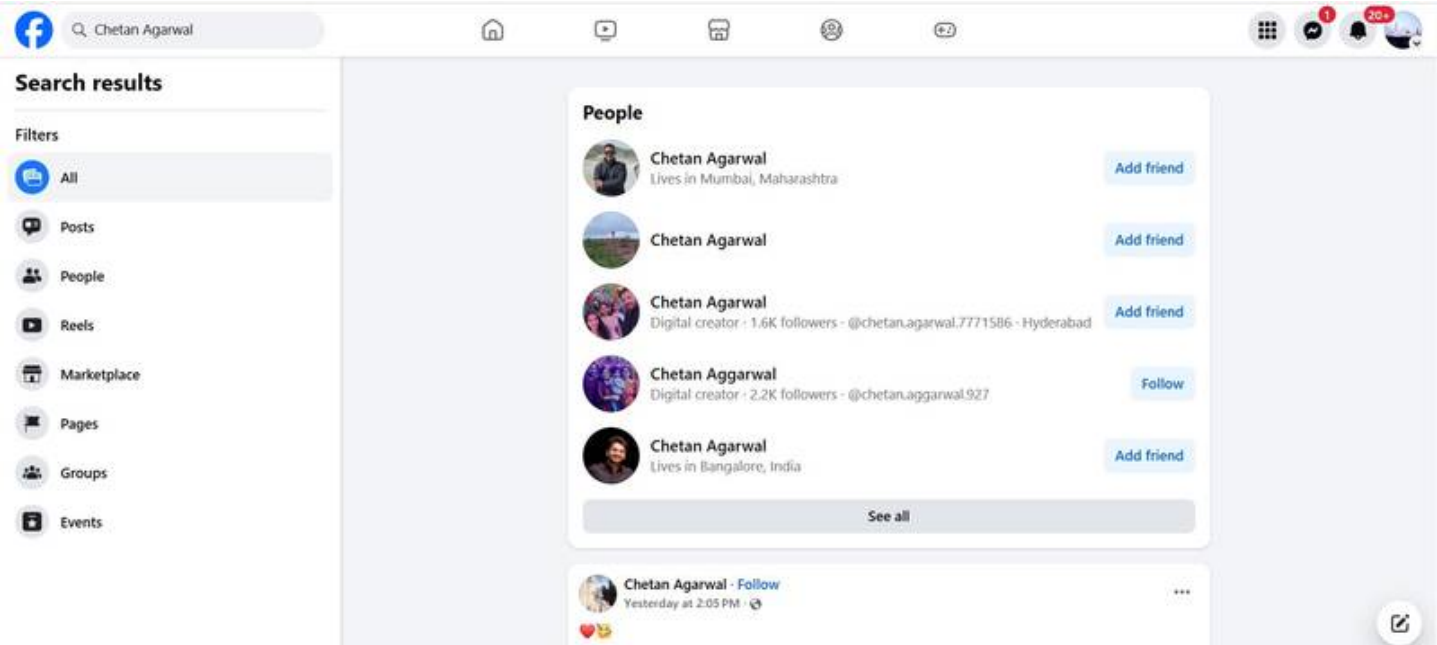 Chetan Agarwal
1
20+
Search results
Filters
All
Posts
People
Reels
Marketplace
Pages
Groups
Events
People
Chetan Agarwal
Lives in Mumbai, Maharashtra
Add friend
Chetan Agarwal
Add friend
Chetan Agarwal
Digital creator · 1.6K followers · @chetan.agarwal.7771586 · Hyderabad
Add friend
Chetan Aggarwal
Digital creator · 2.2K followers · @chetan.aggarwal.927
Follow
Chetan Agarwal
Lives in Bangalore, India
Add friend
See all
Chetan Agarwal · Follow
Yesterday at 2:05 PM ·